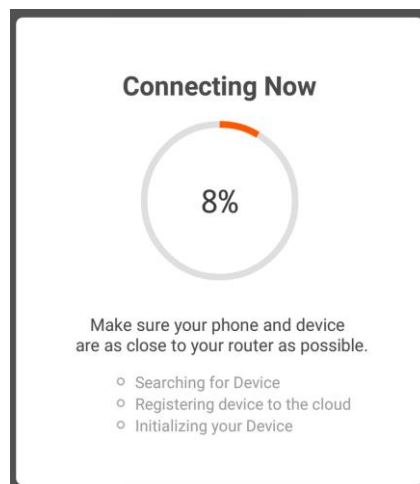 Connecting Now
8%
Make sure your phone and device
are as close to your router as possible.
Searching for Device
Registering device to the cloud
Initializing your Device